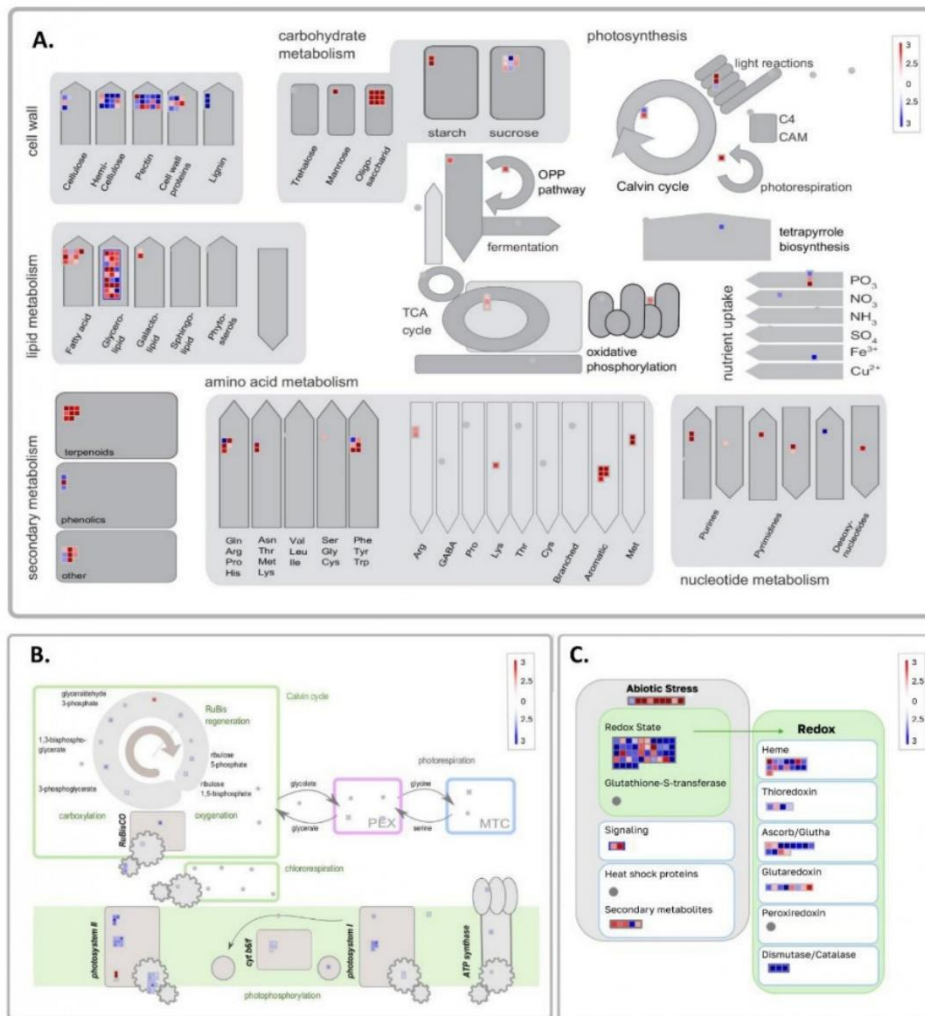 A.
carbohydrate
metabolism
photosynthesis
3
2.5
0
2.5
3
light reactions
C4
CAM
Calvin cycle
photorespiration
cell wall
Cellulose
Hemi-
Cellulose
Pectin
Cell wall
proteins
Lignin
Trehalose
Mannose
Oligo-
saccharid
starch
sucrose
OPP
pathway
fermentation
tetrapyrrole
biosynthesis
lipid metabolism
Fatty acid
Glycero-
lipid
Galacto-
lipid
Sphingo-
lipid
Phyto-
sterols
TCA
cycle
oxidative
phosphorylation
nutrient uptake
PO3
NO3
NH3
SO4
Fe3+
Cu2+
secondary metabolism
terpenoids
phenolics
other
amino acid metabolism
Gln
Arg
Pro
His
Asn
Thr
Met
Lys
Val
Leu
Ile
Ser
Gly
Cys
Phe
Tyr
Trp
Arg
GABA
Pro
Lys
Thr
Cys
Branched
Aromatic
Met
Purines
Pyrimidines
Desoxy-
nucleotides
nucleotide metabolism
B.
3
2.5
0
2.5
3
Calvin cycle
glyceraldehyde
3-phosphate
RuBis
regeneration
1,3-bisphospho-
glycerate
ribulose
5-phosphate
3-phosphoglycerate
ribulose
1,5-bisphosphate
carboxylation
oxygenation
RuBisCO
photorespiration
glycolate
glycerate
PEX
glycine
serine
MTC
chlororespiration
photosystem II
cyt b6/f
photosystem I
ATP synthase
photophosphorylation
C.
3
2.5
0
2.5
3
Abiotic Stress
Redox State
Glutathione-S-transferase
Signaling
Heat shock proteins
Secondary metabolites
Redox
Heme
Thioredoxin
Ascorb/Glutha
Glutaredoxin
Peroxiredoxin
Dismutase/Catalase